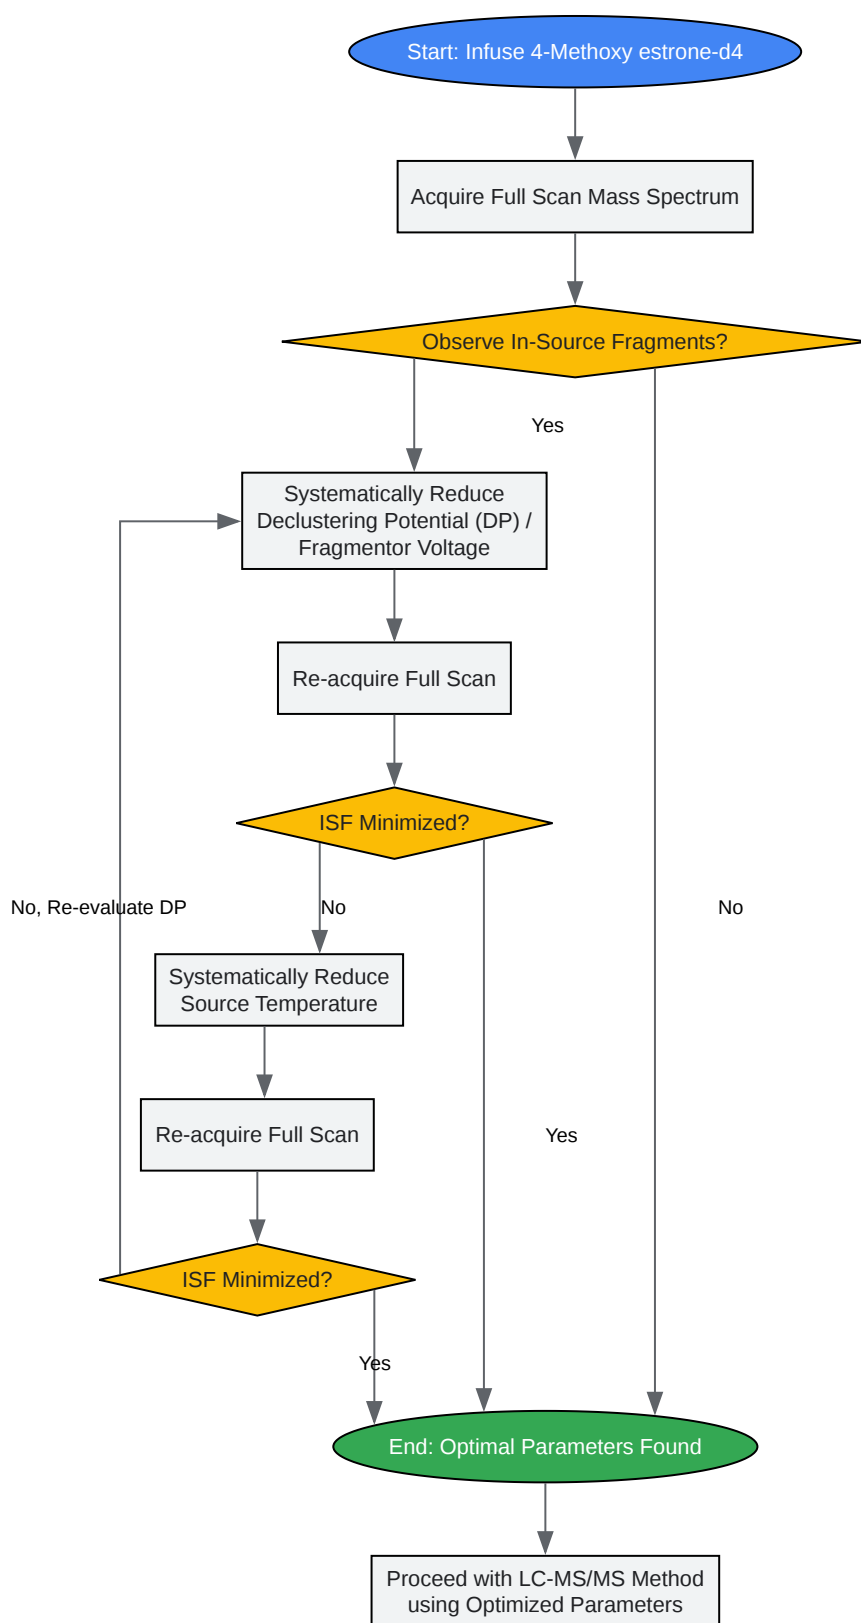 Start: Infuse 4-Methoxy estrone-d4
Acquire Full Scan Mass Spectrum
Observe In-Source Fragments?
Yes
Systematically Reduce
Declustering Potential (DP) /
Fragmentor Voltage
Re-acquire Full Scan
ISF Minimized?
No, Re-evaluate DP
No
No
Systematically Reduce
Source Temperature
Re-acquire Full Scan
Yes
ISF Minimized?
Yes
End: Optimal Parameters Found
Proceed with LC-MS/MS Method
using Optimized Parameters